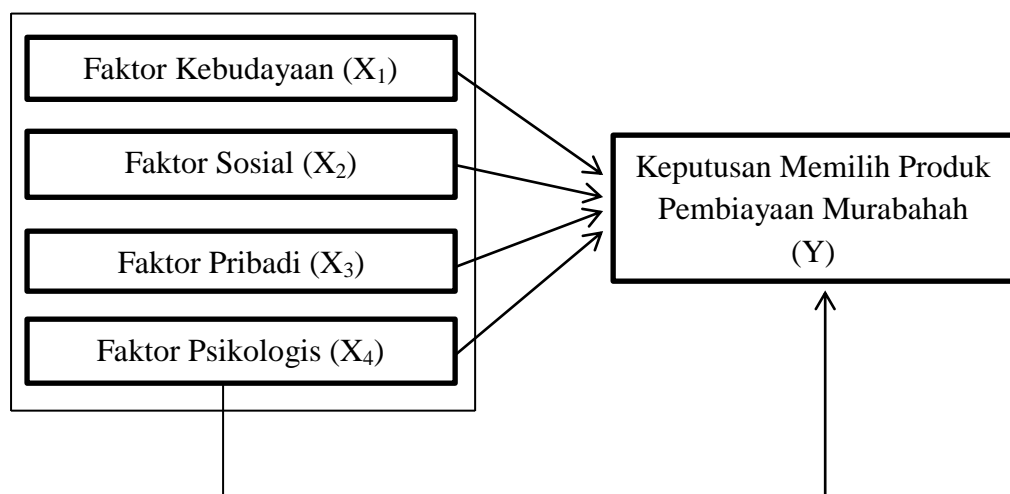 Faktor Kebudayaan (X₁)
Faktor Sosial (X₂)
Faktor Pribadi (X₃)
Faktor Psikologis (X₄)
Keputusan Memilih Produk
Pembiayaan Murabahah
(Y)